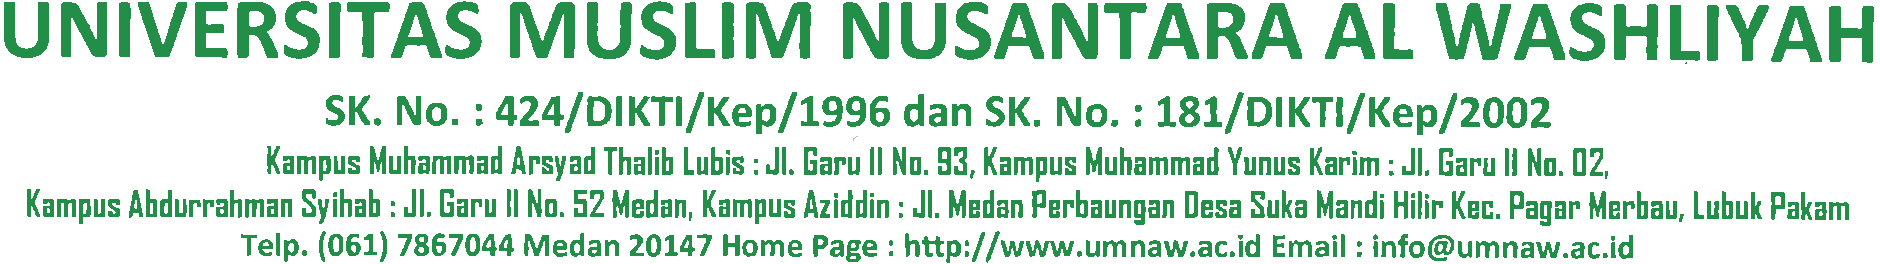 UNIVERSITAS MUSLIM NUSANTARA AL WASHLIYAH
SK. No. : 424/DIKTI/Kep/1996 dan SK. No. : 181/DIKTI/Kep/2002
Kampus Muhammad Arsyad Thalib Lubis : Jl. Garu II No. 93, Kampus Muhammad Yunus Karim : Jl. Garu II No. 02,
Kampus Abdurrahman Syihab : Jl. Garu II No. 52 Medan, Kampus Aziddin : Jl. Medan Perbaungan Desa Suka Mandi Hilir Kec. Pagar Merbau, Lubuk Pakam
Telp. (061) 7867044 Medan 20147 Home Page : http://www.umnaw.ac.id Email : info@umnaw.ac.id